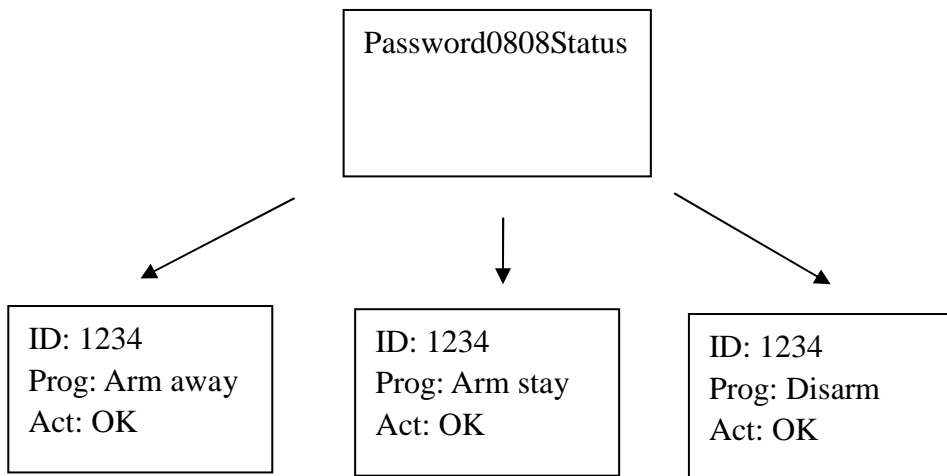 Password0808Status
ID: 1234
Prog: Arm away
Act: OK
ID: 1234
Prog: Arm stay
Act: OK
ID: 1234
Prog: Disarm
Act: OK